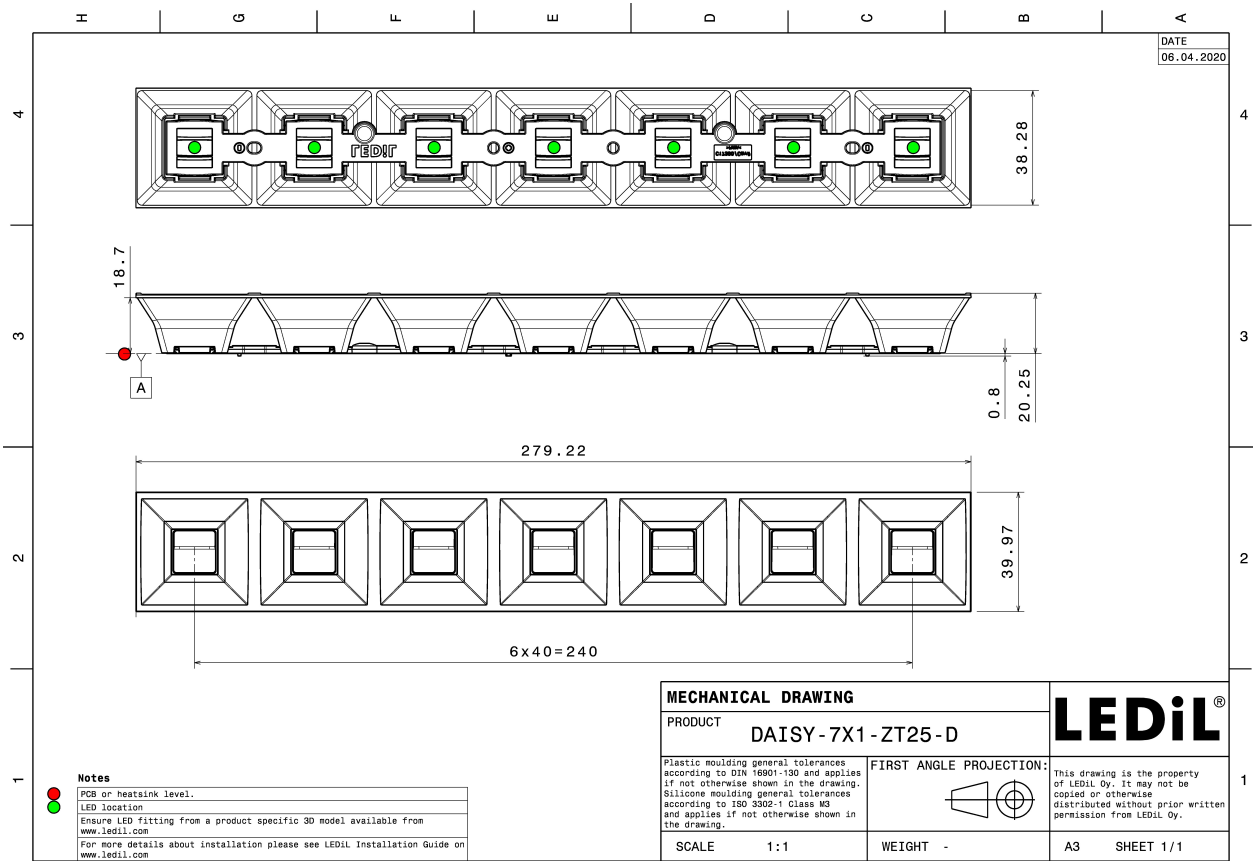 H G F E D C B A
DATE
06.04.2020
4
4
LEDiL
38.28
18.7
3
3
A
0.8
20.25
279.22
2
2
39.97
6x40=240
MECHANICAL DRAWING
PRODUCT
DAISY-7X1-ZT25-D
LEDiL®
Plastic moulding general tolerances
according to DIN 16901-130 and applies
if not otherwise shown in the drawing.
Silicone moulding general tolerances
according to ISO 3302-1 Class M3
and applies if not otherwise shown in
the drawing.
FIRST ANGLE PROJECTION:
This drawing is the property
of LEDiL Oy. It may not be
copied or otherwise
distributed without prior written
permission from LEDiL Oy.
1
1
Notes
PCB or heatsink level.
LED location
Ensure LED fitting from a product specific 3D model available from
www.ledil.com
For more details about installation please see LEDiL Installation Guide on
www.ledil.com
SCALE 1:1
WEIGHT -
A3 SHEET 1/1